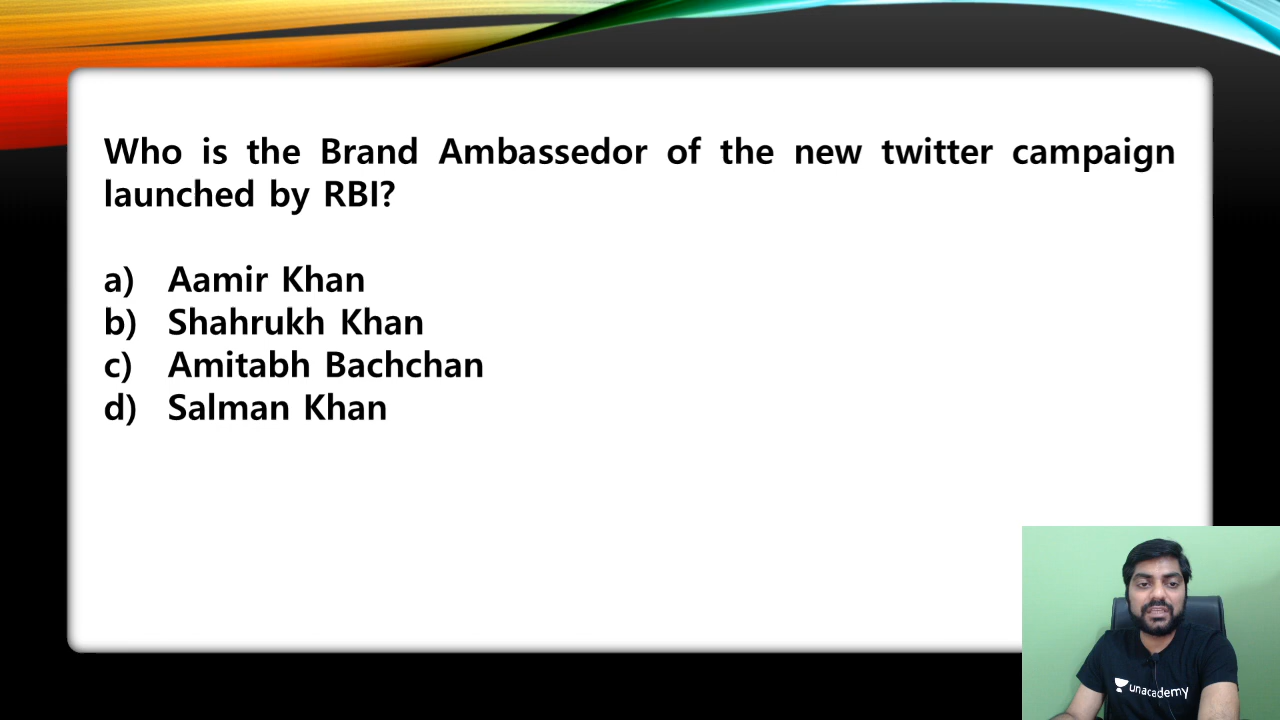 Who is the Brand Ambassedor of the new twitter campaign
launched by RBI?
a) Aamir Khan
b) Shahrukh Khan
c) Amitabh Bachchan
d) Salman Khan
unacademy